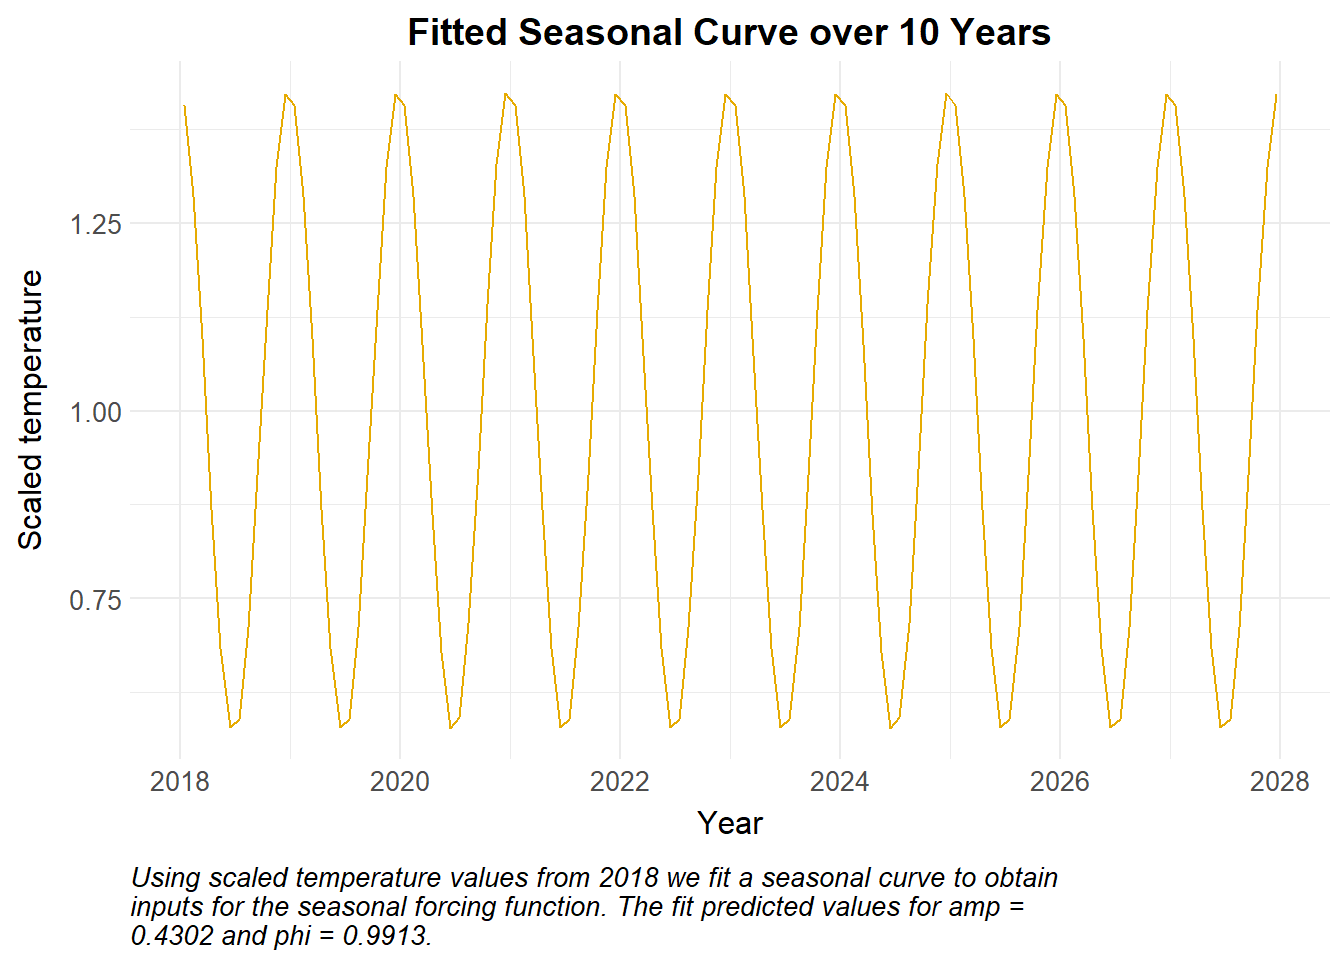 Fitted Seasonal Curve over 10 Years
Scaled temperature
1.25
1.00
0.75
2018 2020 2022 2024 2026 2028
Year
Using scaled temperature values from 2018 we fit a seasonal curve to obtain
inputs for the seasonal forcing function. The fit predicted values for amp =
0.4302 and phi = 0.9913.